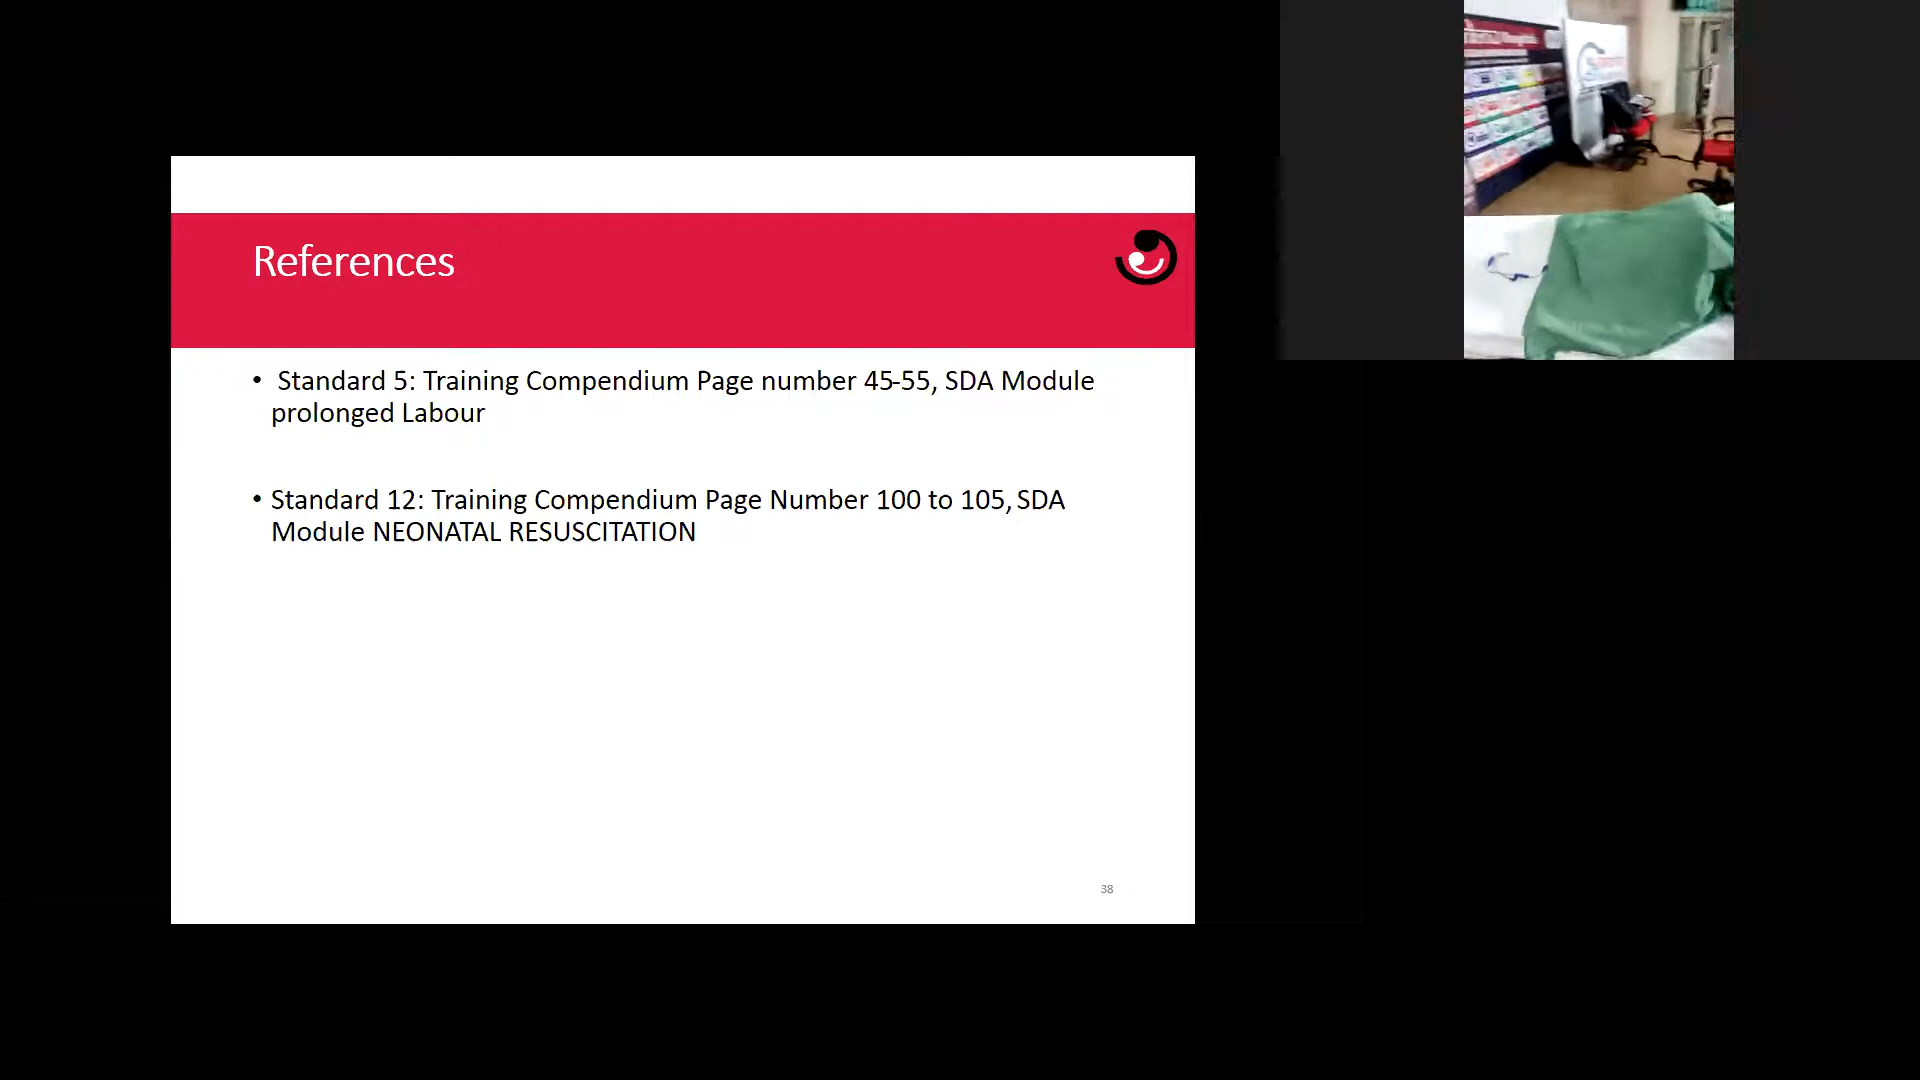 References
• Standard 5: Training Compendium Page number 45-55, SDA Module
prolonged Labour
• Standard 12: Training Compendium Page Number 100 to 105, SDA
Module NEONATAL RESUSCITATION
38